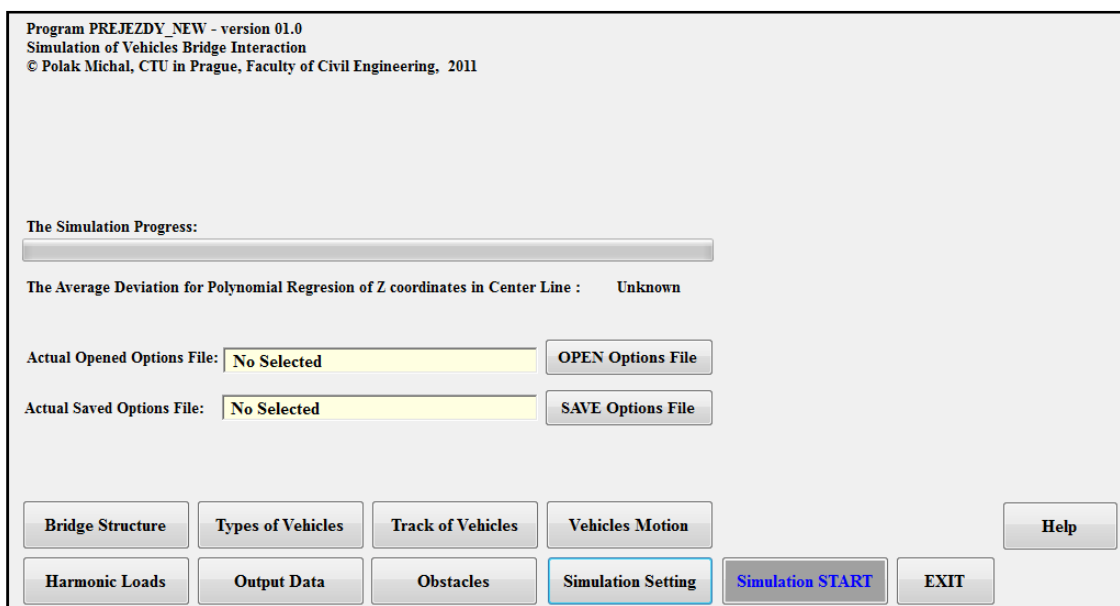 Program PREJEZDY_NEW - version 01.0
Simulation of Vehicles Bridge Interaction
© Polak Michal, CTU in Prague, Faculty of Civil Engineering, 2011
The Simulation Progress:
The Average Deviation for Polynomial Regresion of Z coordinates in Center Line : Unknown
Actual Opened Options File: No Selected OPEN Options File
Actual Saved Options File: No Selected SAVE Options File
Bridge Structure Types of Vehicles Track of Vehicles Vehicles Motion Help
Harmonic Loads Output Data Obstacles Simulation Setting Simulation START EXIT